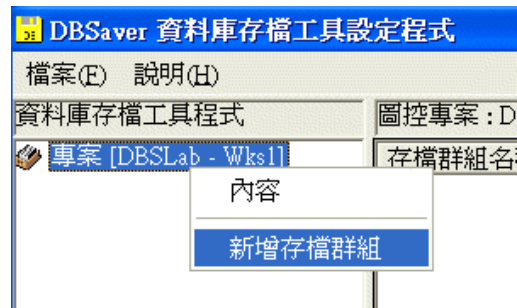 DBSaver 資料庫存檔工具設定程式
檔案(F) 說明(H)
資料庫存檔工具程式
圖控專案 : D
專案 [DBSLab - Wks1]
存檔群組名
內容
新增存檔群組